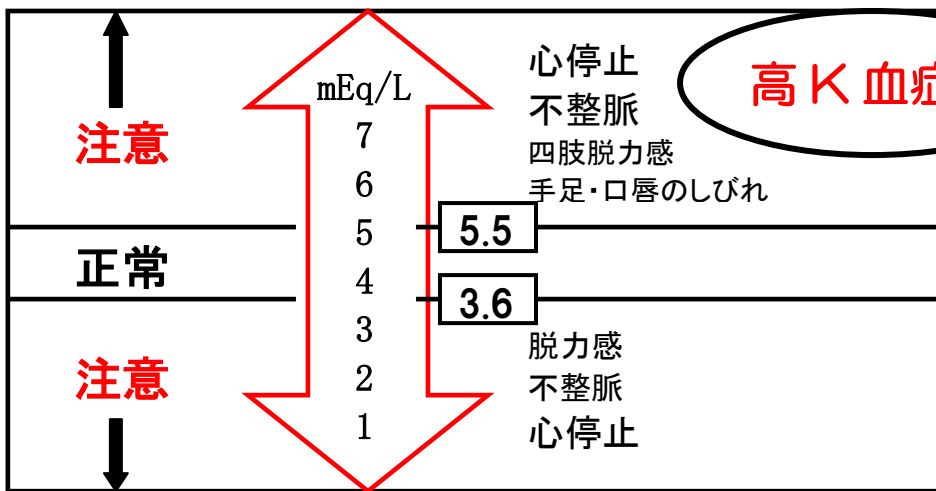 心停止
高K血症
mEq/L
不整脈
注意
7
四肢脱力感
6
手足・口唇のしびれ
5
5.5
正常
4
3.6
3
脱力感
注意
2
不整脈
1
心停止